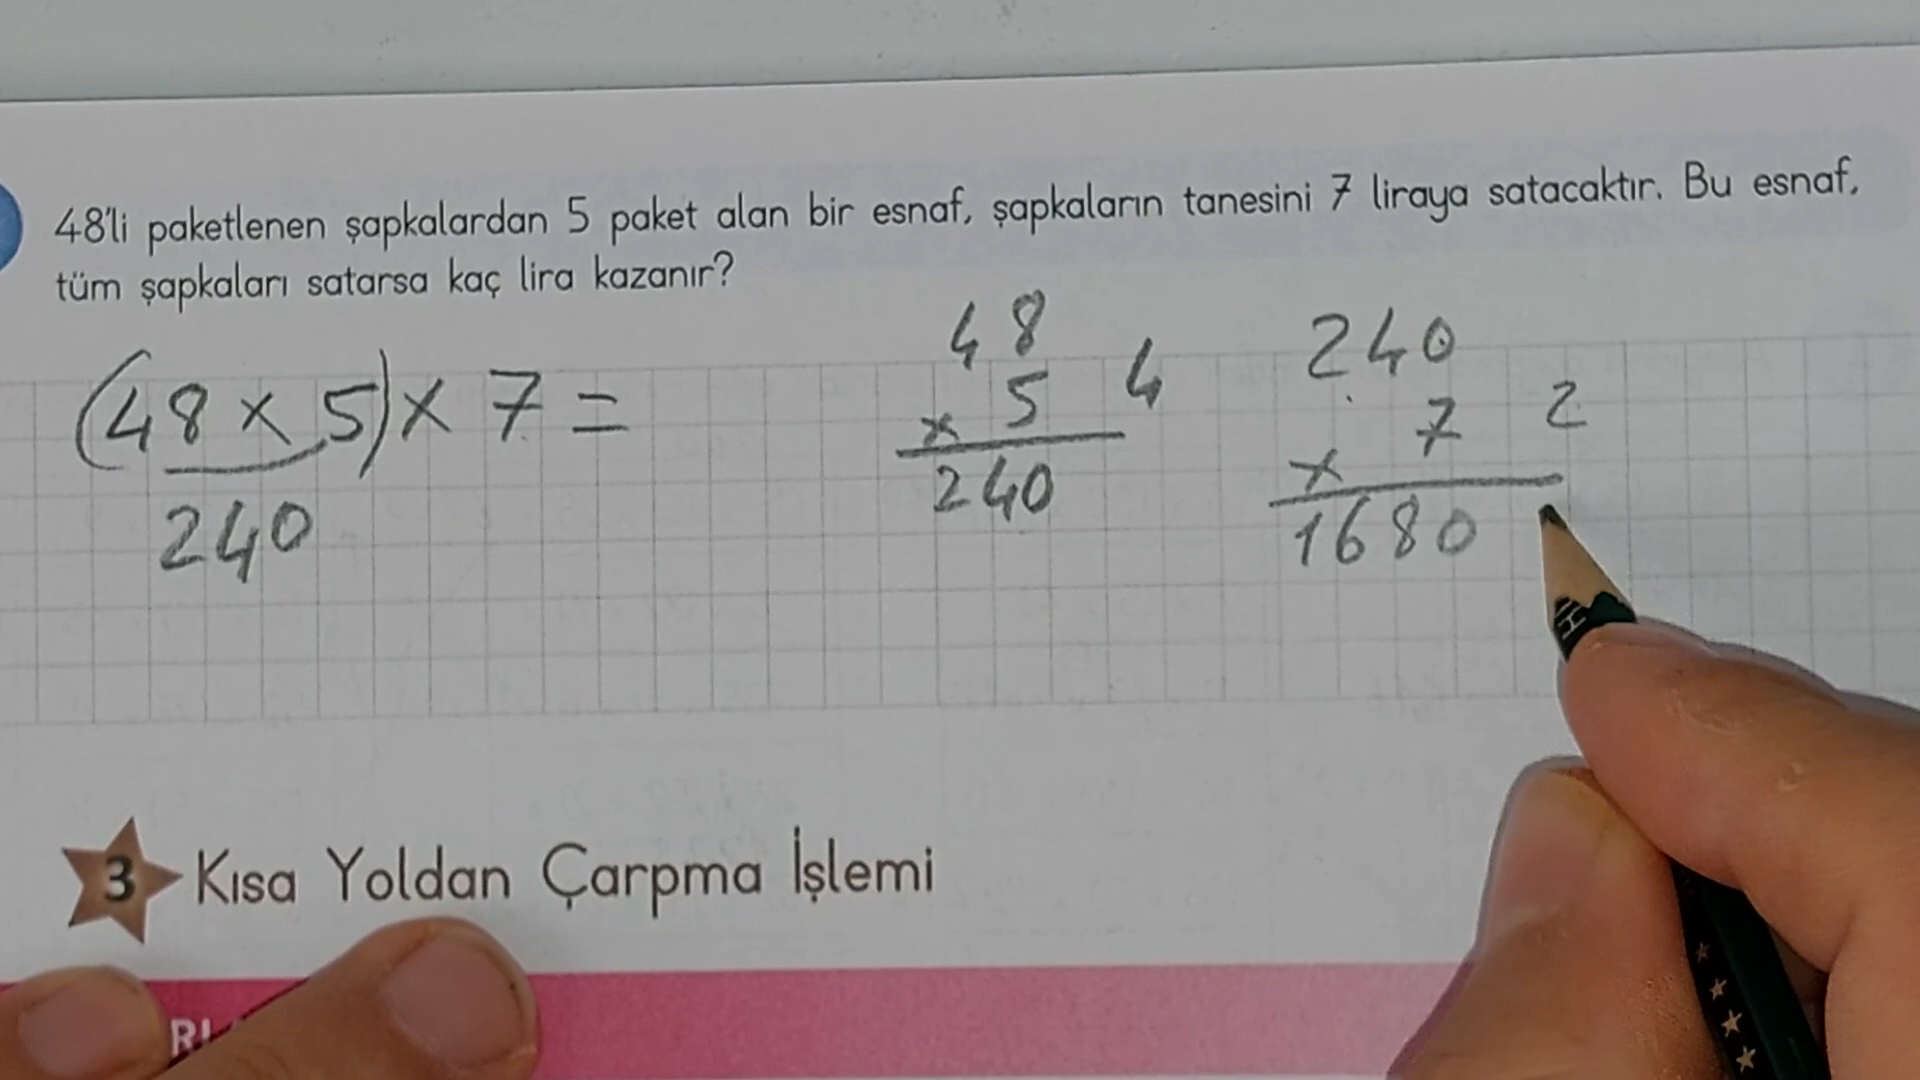 48'li paketlenen şapkalardan 5 paket alan bir esnaf, şapkaların tanesini 7 liraya satacaktır. Bu esnaf,
tüm şapkaları satarsa kaç lira kazanır?
(48 x 5) x 7 =
240
48
x 5 4
240
240
x 7 2
1680
3 Kısa Yoldan Çarpma İşlemi
H